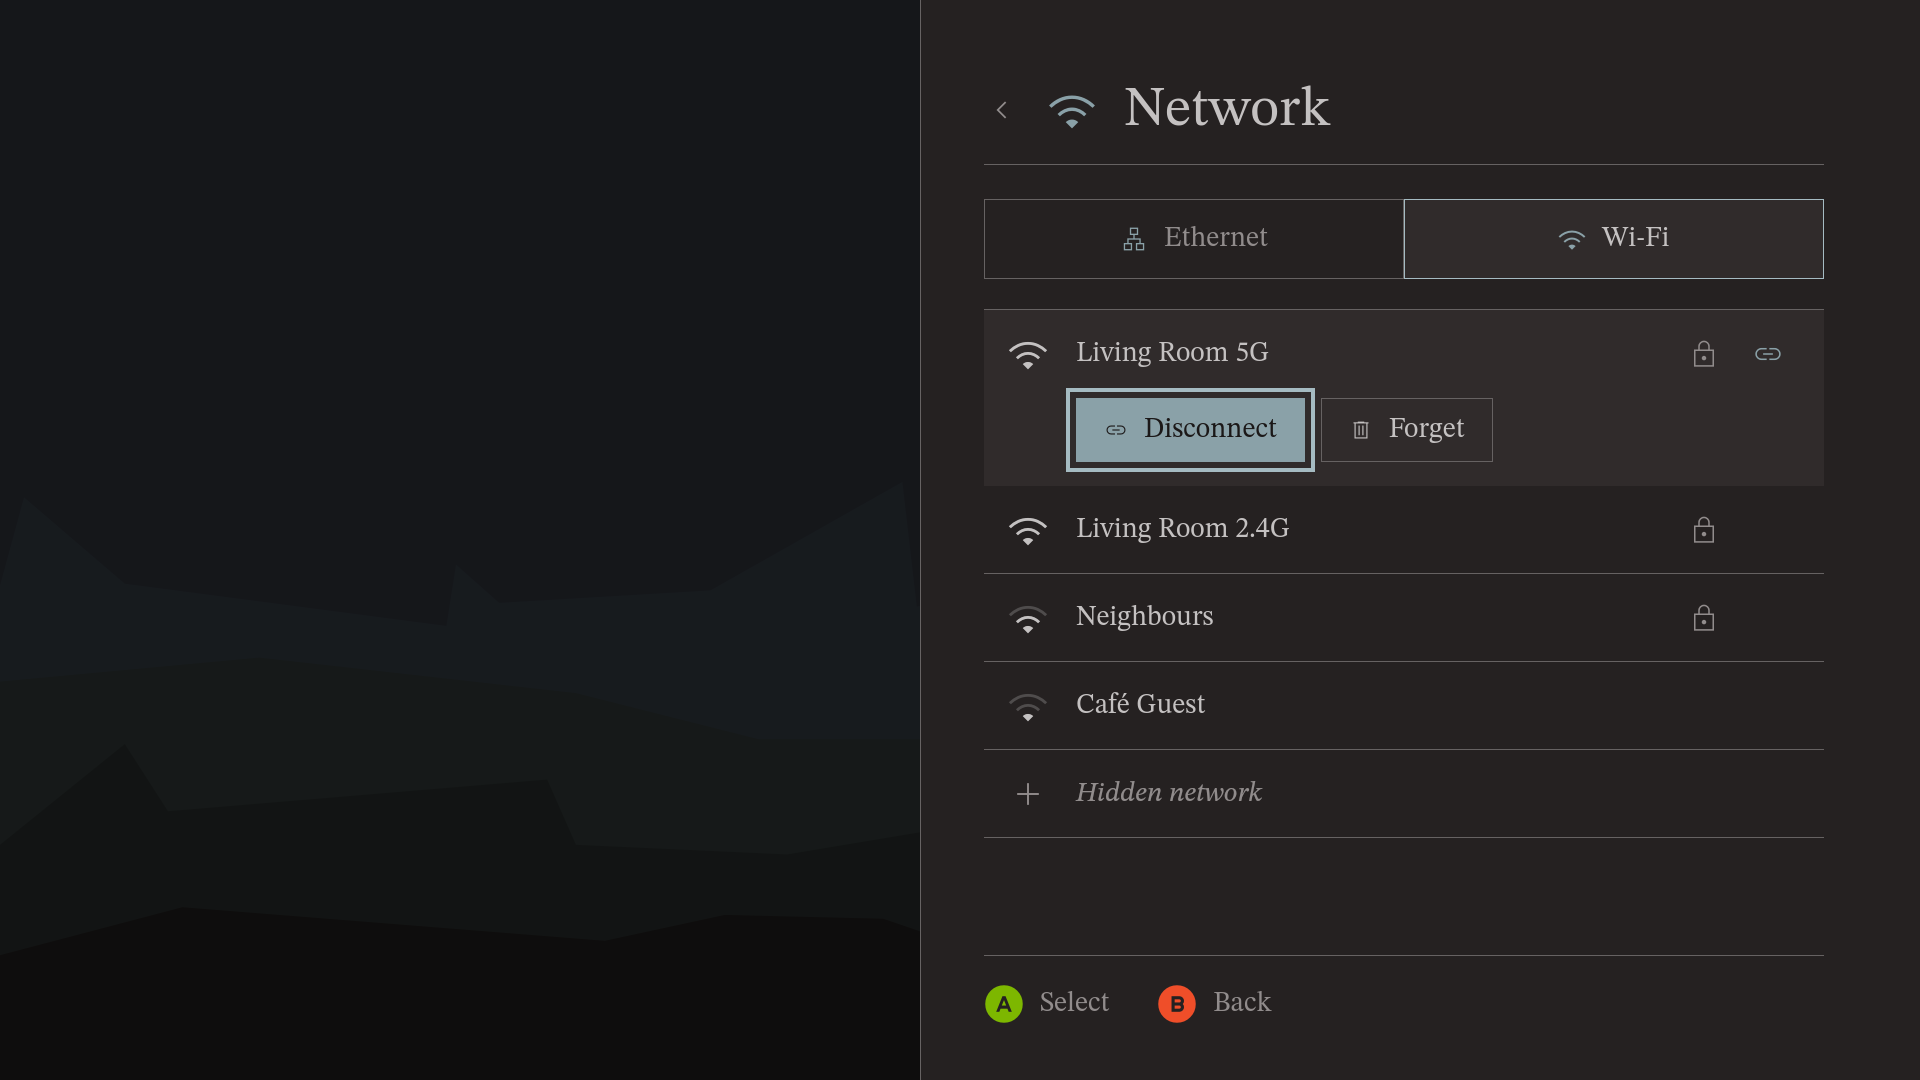 Network
Ethernet
Wi-Fi
Living Room 5G
Disconnect
Forget
Living Room 2.4G
Neighbours
Café Guest
Hidden network
A Select
B Back